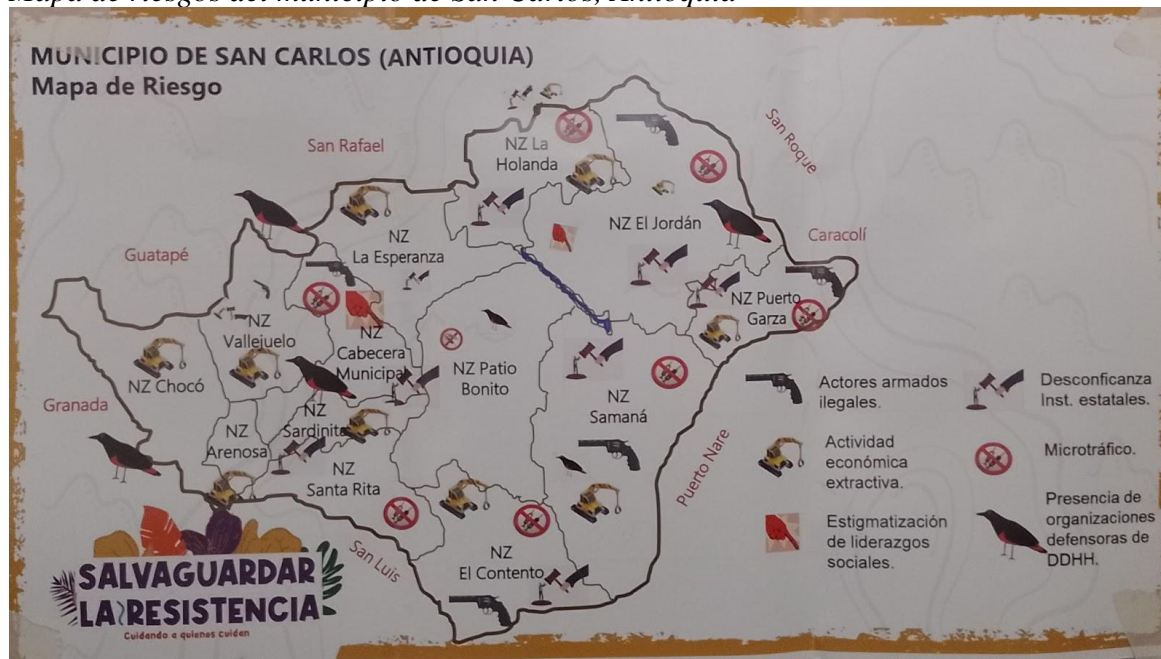 Mapa de riesgos del municipio de San Carlos, Antioquia
MUNICIPIO DE SAN CARLOS (ANTIOQUIA)
Mapa de Riesgo
San Rafael
San Roque
NZ La
Holanda
NZ El Jordán
Caracolí
Guatapé
NZ
La Esperanza
NZ Puerto
Garza
NZ
Vallejuelo
NZ
Cabecera
Municipal
NZ Patio
Bonito
NZ Chocó
Granada
NZ
Sardinita
NZ
Arenosa
NZ
Santa Rita
NZ
Samaná
Puerto Nare
NZ
El Contento
San Luis
Actores armados
ilegales.
Actividad
económica
extractiva.
Estigmatización
de liderazgos
sociales.
Desconficanza
Inst. estatales.
Microtráfico.
Presencia de
organizaciones
defensoras de
DDHH.
SALVAGUARDAR
LA RESISTENCIA
Cuidando a quienes cuidan